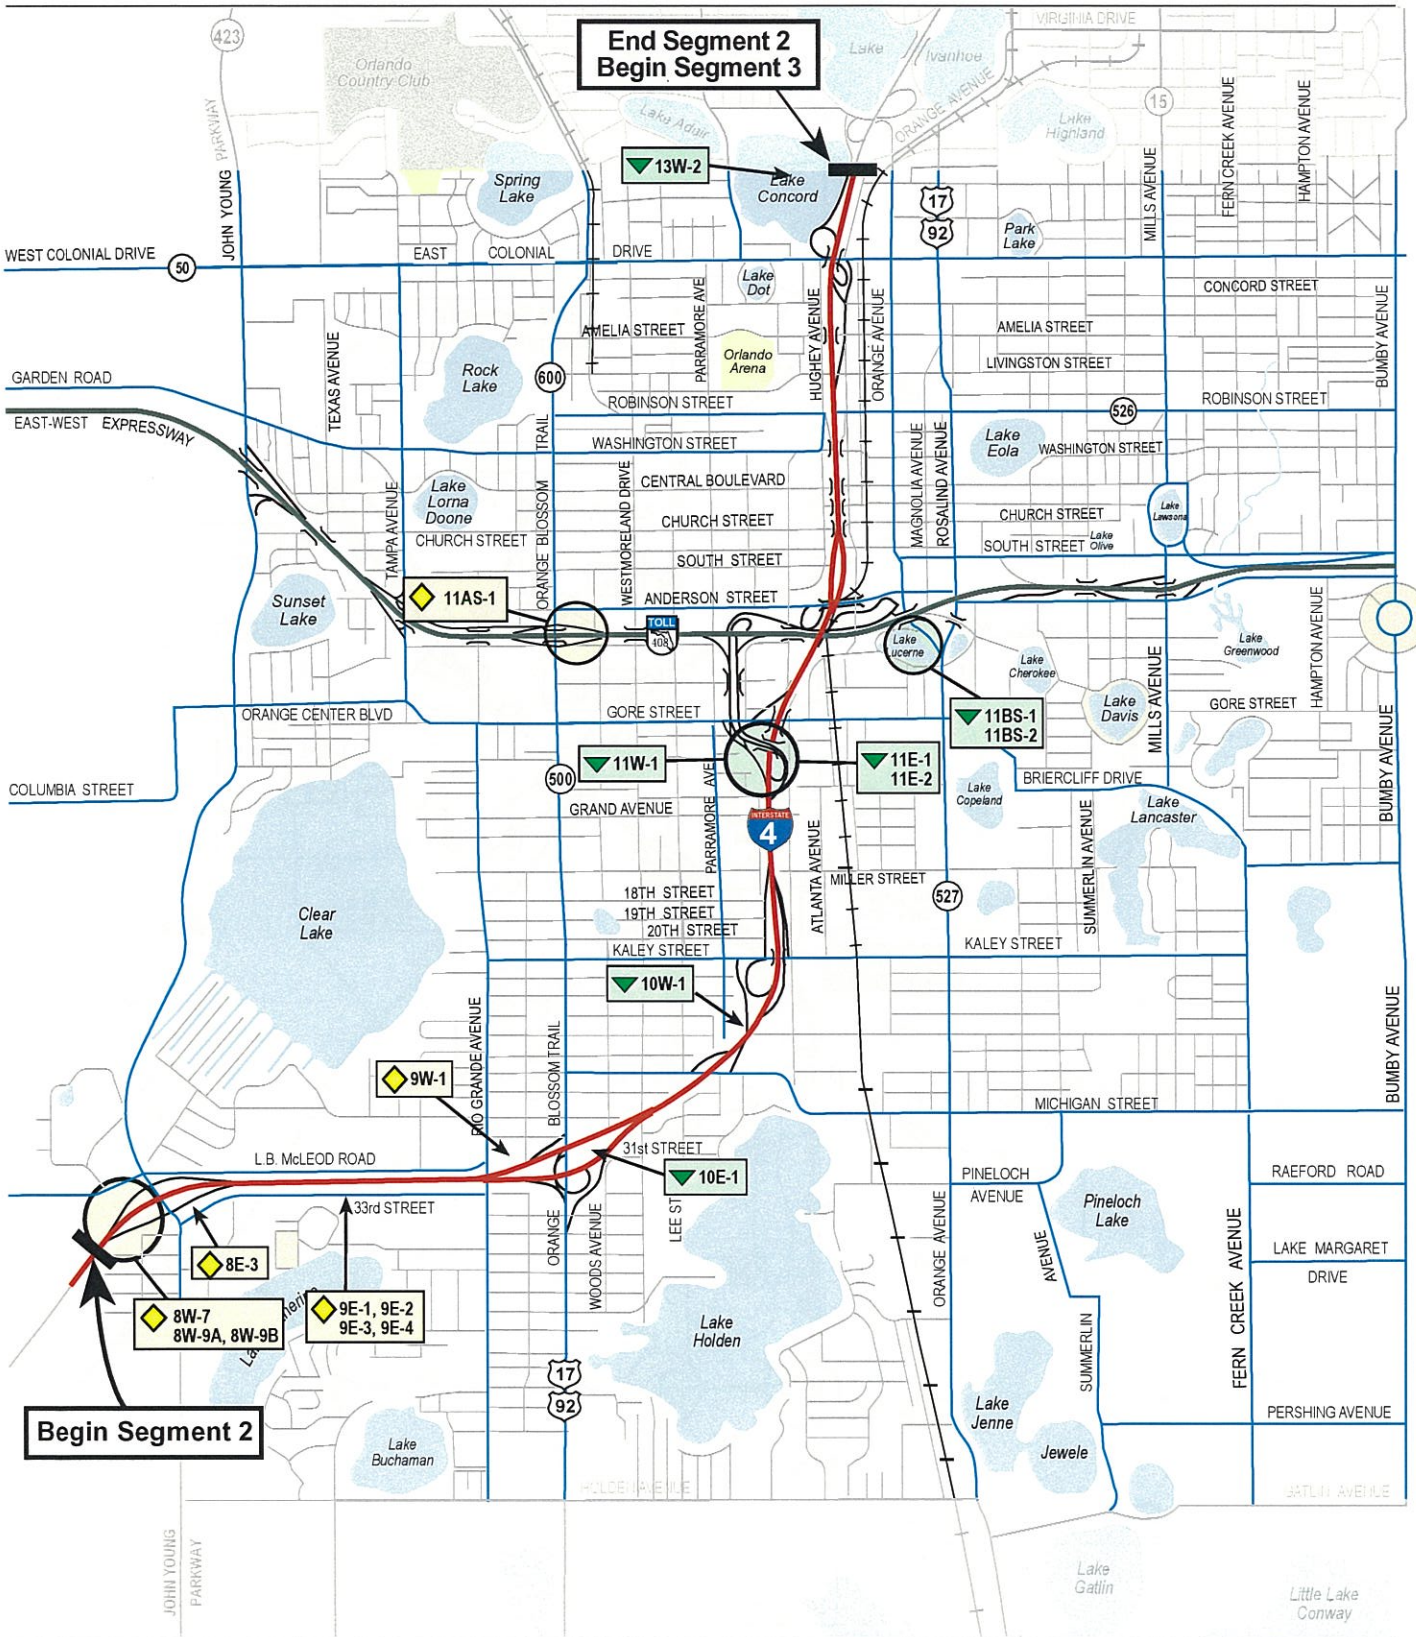 End Segment 2
Begin Segment 3
423
Orlando
Country Club
JOHN YOUNG PARKWAY
Lake Adair
Lake
Ivanhoe
VIRGINIA DRIVE
ORANGE AVENUE
Lake
Highland
15
MILLS AVENUE
FERN CREEK AVENUE
HAMPTON AVENUE
Spring
Lake
13W-2
Lake
Concord
17
92
Park
Lake
WEST COLONIAL DRIVE
50
EAST COLONIAL DRIVE
Lake
Dot
CONCORD STREET
PARRAMORE AVE
HUGHEY AVENUE
ORANGE AVENUE
BUMBY AVENUE
TEXAS AVENUE
AMELIA STREET
AMELIA STREET
Orlando
Arena
LIVINGSTON STREET
Rock
Lake
600
GARDEN ROAD
ROBINSON STREET
526
ROBINSON STREET
EAST-WEST EXPRESSWAY
WASHINGTON STREET
Lake
Eola
WASHINGTON STREET
MAGNOLIA AVENUE
ROSALIND AVENUE
CENTRAL BOULEVARD
Lake
Lorna
Doone
TAMPA AVENUE
ORANGE BLOSSOM TRAIL
WESTMORELAND DRIVE
CHURCH STREET
CHURCH STREET
CHURCH STREET
Lake
Lawsona
SOUTH STREET
SOUTH STREET
Lake
Olive
11AS-1
ANDERSON STREET
Sunset
Lake
TOLL
408
Lake
Lucerne
Lake
Cherokee
Lake
Greenwood
HAMPTON AVENUE
ORANGE CENTER BLVD
GORE STREET
11BS-1
11BS-2
Lake
Davis
MILLS AVENUE
GORE STREET
11W-1
11E-1
11E-2
BRIERCLIFF DRIVE
BUMBY AVENUE
500
COLUMBIA STREET
GRAND AVENUE
PARRAMORE AVE
INTERSTATE
4
ATLANTA AVENUE
Lake
Copeland
Lake
Lancaster
SUMMERLIN AVENUE
MILLER STREET
527
18TH STREET
19TH STREET
20TH STREET
KALEY STREET
KALEY STREET
Clear
Lake
10W-1
RIO GRANDE AVENUE
BLOSSOM TRAIL
BUMBY AVENUE
9W-1
MICHIGAN STREET
31st STREET
L.B. McLEOD ROAD
10E-1
PINELOCH
AVENUE
RAEFORD ROAD
33rd STREET
ORANGE
WOODS AVENUE
LEE ST
Pineloch
Lake
ORANGE AVENUE
AVENUE
FERN CREEK AVENUE
LAKE MARGARET
DRIVE
8E-3
8W-7
8W-9A, 8W-9B
9E-1, 9E-2
9E-3, 9E-4
Lake
Holden
SUMMERLIN
17
92
Begin Segment 2
Lake
Buchaman
Lake
Jenne
Jewele
PERSHING AVENUE
HOLDEN AVENUE
GATLIN AVENUE
JOHN YOUNG
PARKWAY
Lake
Gatlin
Little Lake
Conway